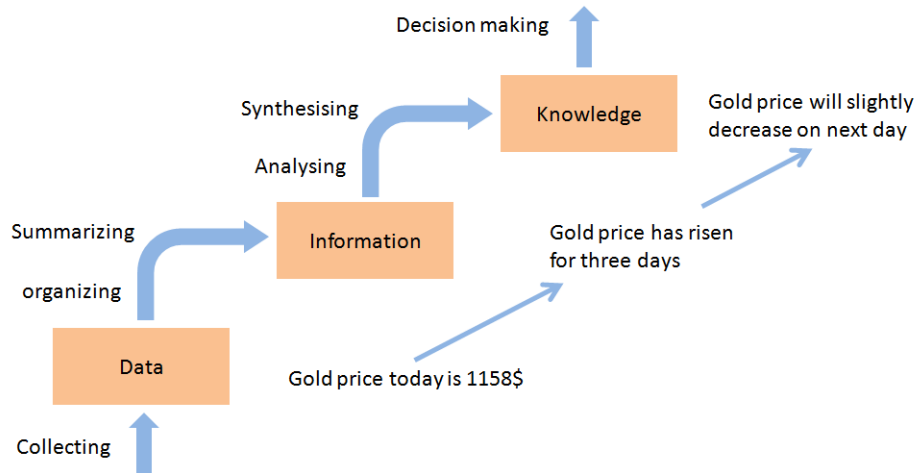 Decision making
Synthesising
Knowledge
Gold price will slightly
decrease on next day
Analysing
Summarizing
Information
Gold price has risen
for three days
organizing
Data
Gold price today is 1158$
Collecting